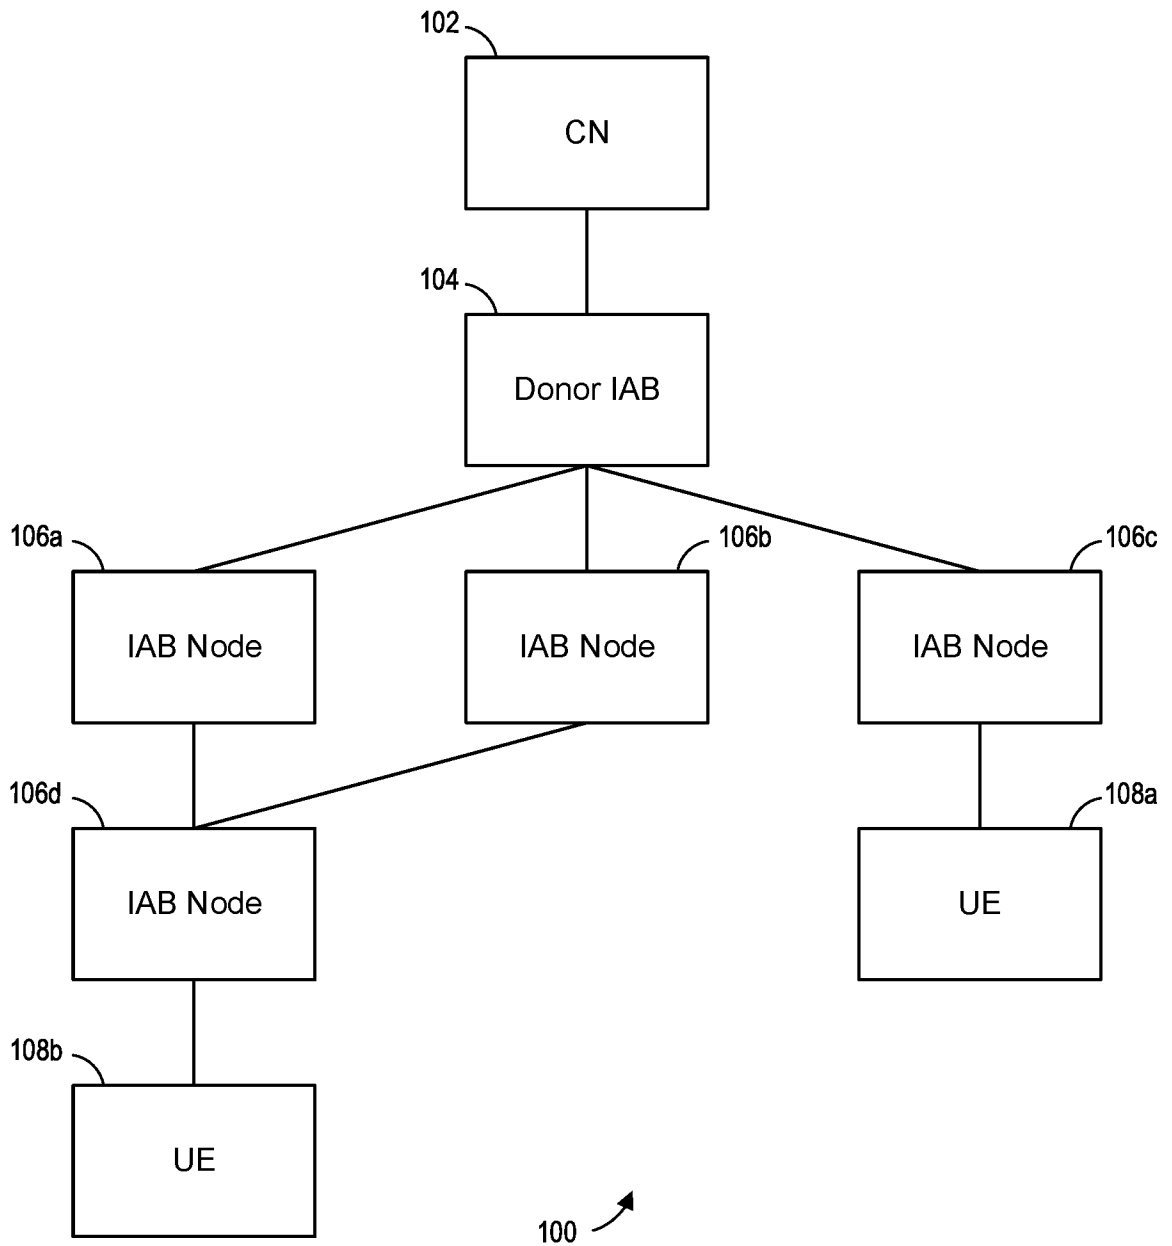 102
CN
104
Donor IAB
106a
106b
106c
IAB Node
IAB Node
IAB Node
106d
108a
IAB Node
UE
108b
UE
100